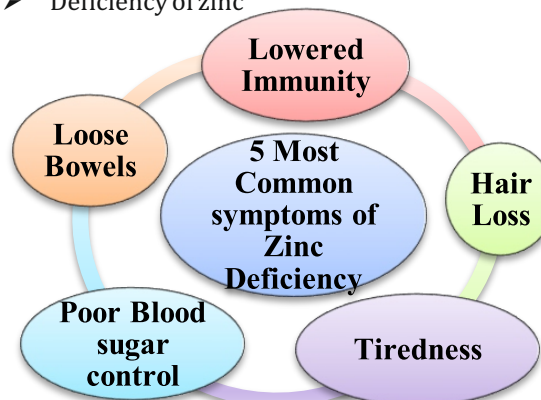 Deficiency of zinc
Lowered
Immunity
Loose
Bowels
5 Most
Common
symptoms of
Zinc
Deficiency
Hair
Loss
Poor Blood
sugar
control
Tiredness